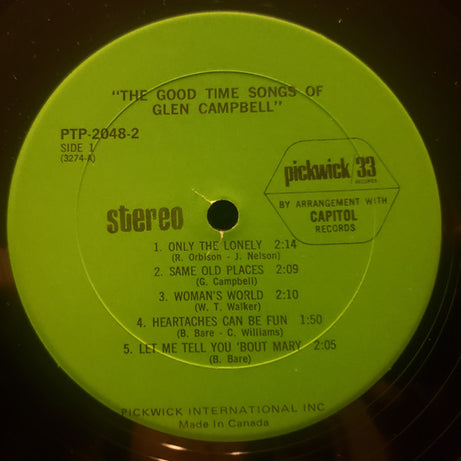 "THE GOOD TIME SONGS OF
GLEN CAMPBELL"
PTP-2048-2
SIDE 1
(3274-A)
pickwick/33
RECORDS
BY ARRANGEMENT WITH
CAPITOL
RECORDS
stereo
1. ONLY THE LONELY 2:14
(R. Orbison - J. Nelson)
2. SAME OLD PLACES 2:09
(G. Campbell)
3. WOMAN'S WORLD 2:10
(W. T. Walker)
4. HEARTACHES CAN BE FUN 1:50
(B. Bare - C. Williams)
5. LET ME TELL YOU 'BOUT MARY 2:05
(B. Bare)
PICKWICK INTERNATIONAL INC
Made In Canada